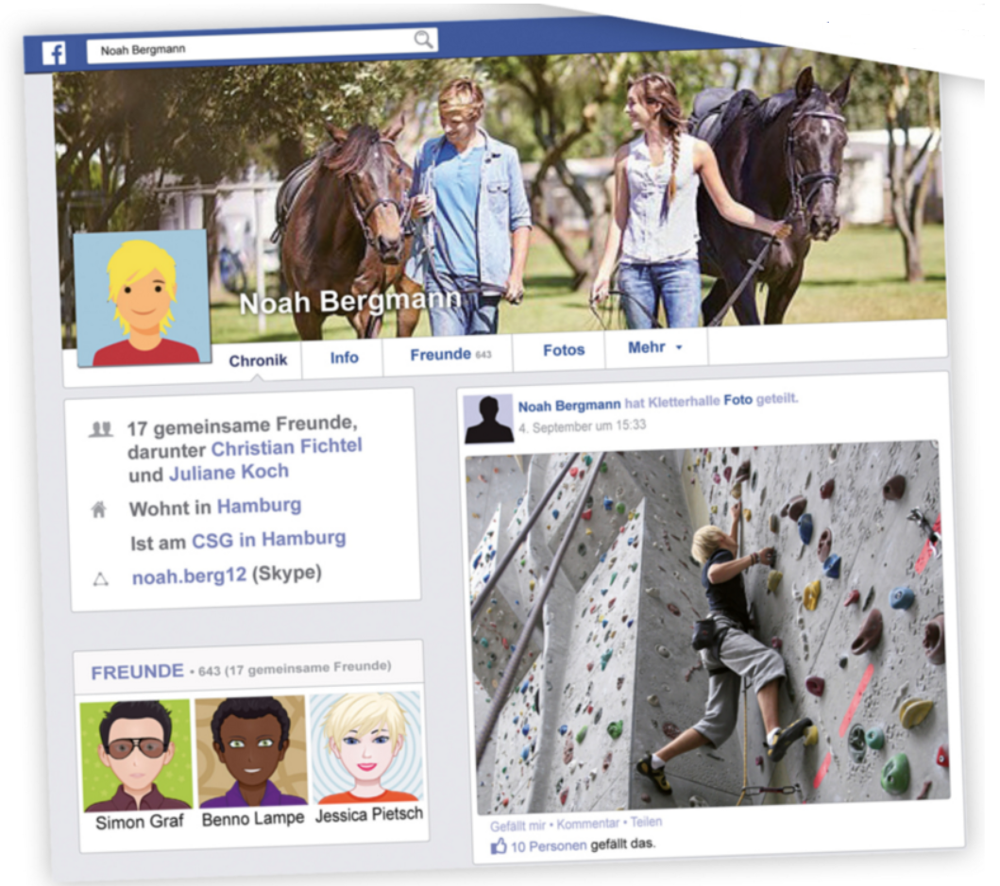 f
Noah Bergmann
Noah Bergmann
Chronik
Info
Freunde 643
Fotos
Mehr
17 gemeinsame Freunde,
darunter Christian Fichtel
und Juliane Koch
Wohnt in Hamburg
Ist am CSG in Hamburg
noah.berg12 (Skype)
FREUNDE • 643 (17 gemeinsame Freunde)
Simon Graf
Benno Lampe
Jessica Pietsch
Noah Bergmann hat Kletterhalle Foto geteilt.
4. September um 15:33
Gefällt mir • Kommentar • Teilen
10 Personen gefällt das.